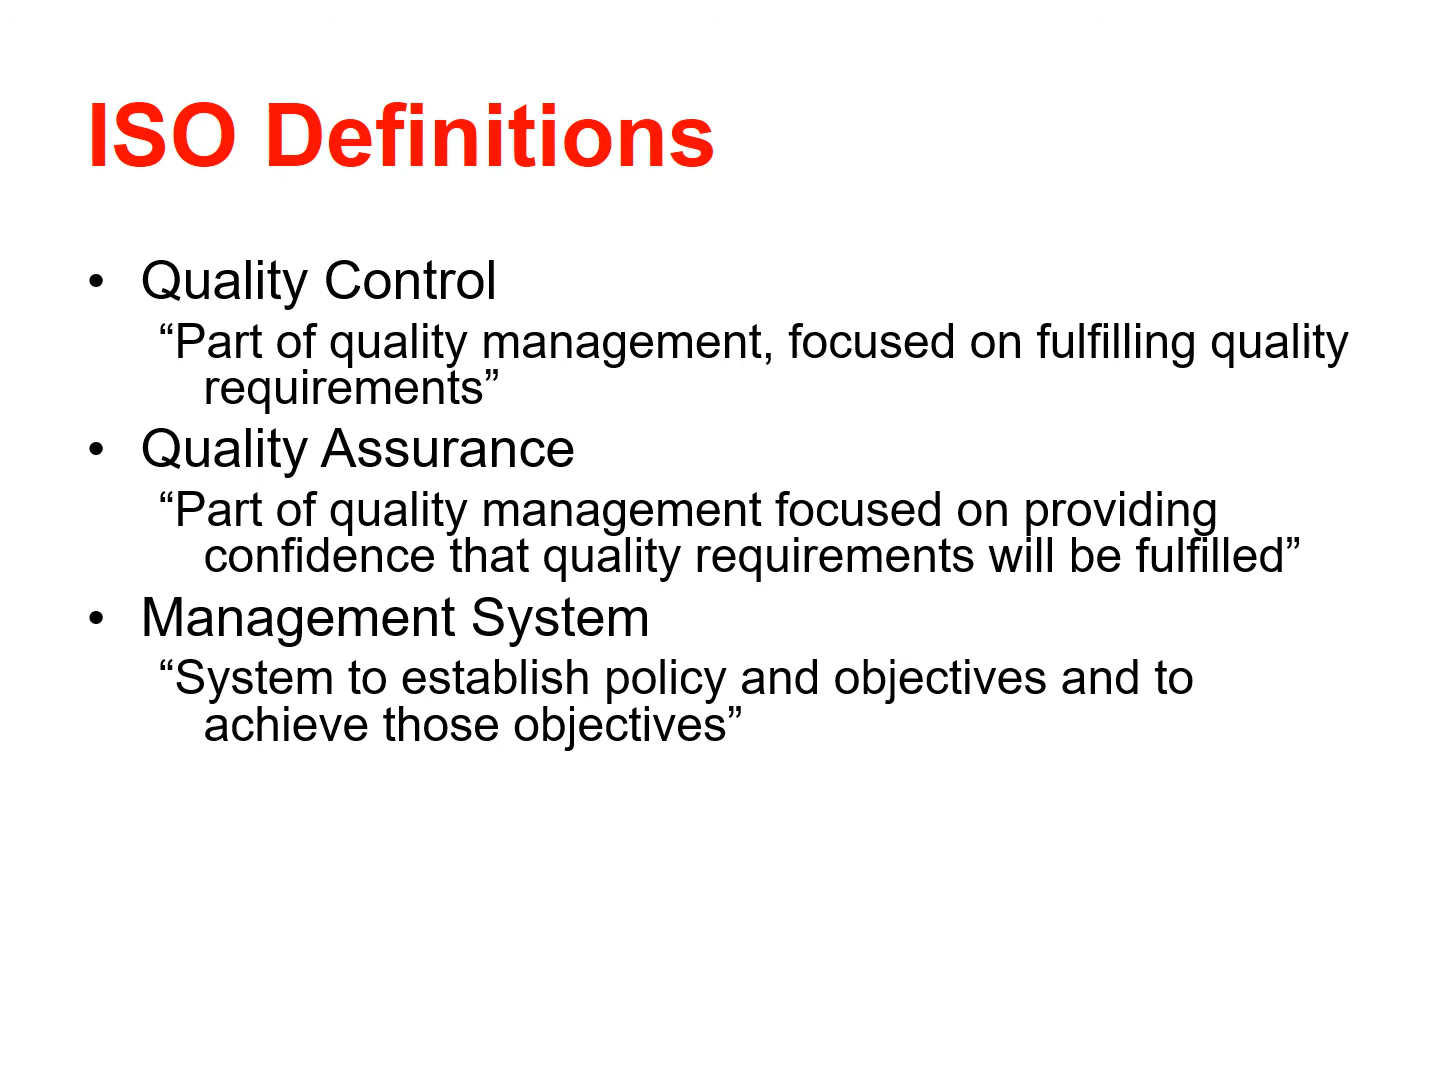 ISO Definitions
• Quality Control
“Part of quality management, focused on fulfilling quality
requirements”
• Quality Assurance
“Part of quality management focused on providing
confidence that quality requirements will be fulfilled”
• Management System
“System to establish policy and objectives and to
achieve those objectives”